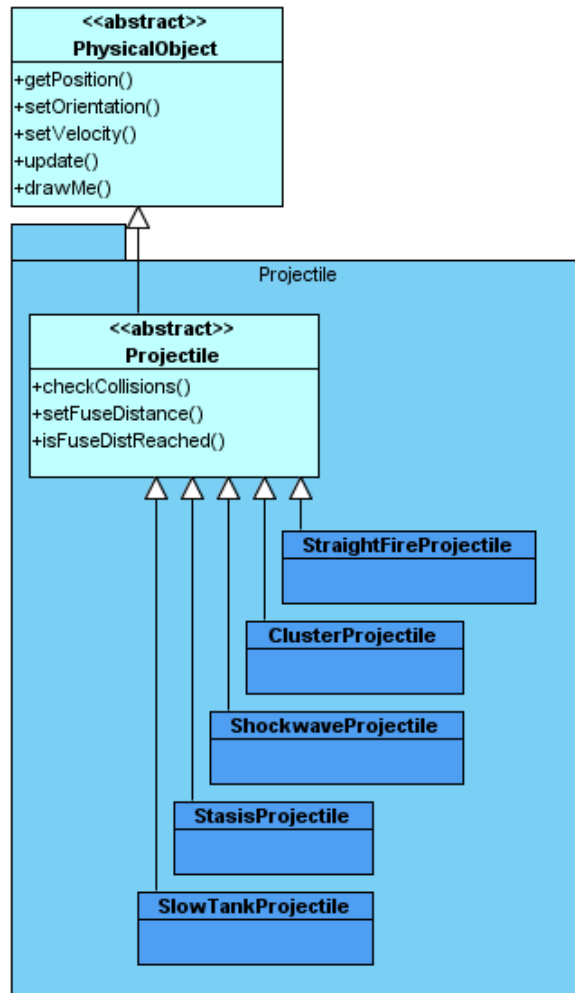 <<abstract>>
PhysicalObject
+getPosition()
+setOrientation()
+setVelocity()
+update()
+drawMe()
Projectile
<<abstract>>
Projectile
+checkCollisions()
+setFuseDistance()
+isFuseDistReached()
StraightFireProjectile
ClusterProjectile
ShockwaveProjectile
StasisProjectile
SlowTankProjectile